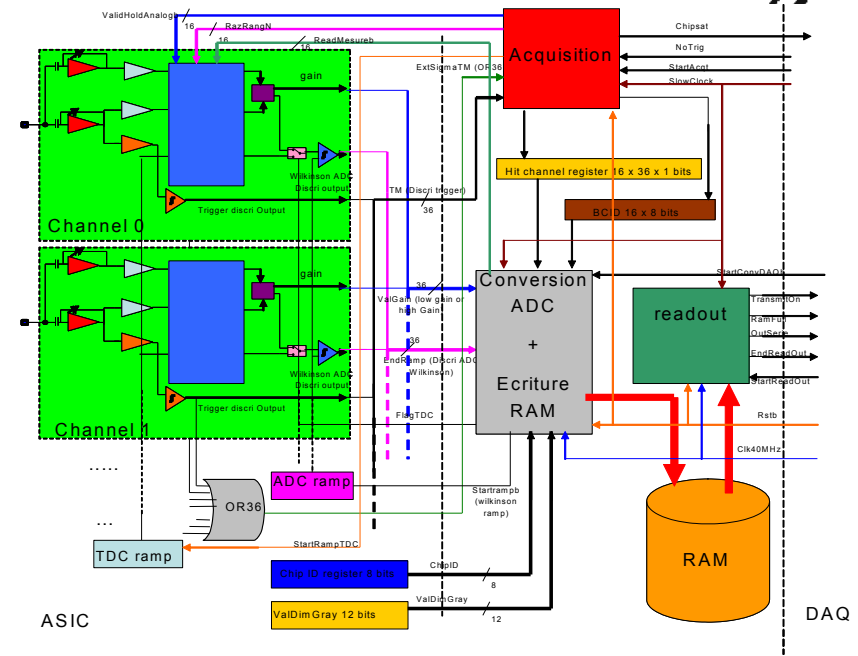 ValidHoldAnalogb
16
RazRangN
16
ReadMesureb
16
Acquisition
Chipsat
NoTrig
StartAcqt
SlowClock
ExtSigmaTM (OR36)
gain
Wilkinson ADC
Discri output
Trigger discri Output
Channel 0
TM (Discri trigger)
36
Hit channel register 16 x 36 x 1 bits
BCID 16 x 8 bits
gain
36
ValGain (low gain or
high Gain
Conversion
ADC
+
Ecriture
RAM
StartConvDAQb
readout
TransmitOn
RamFull
OutSerie
EndReadOut
StartReadOut
36
EndRamp (Discri ADC
Wilkinson)
Wilkinson ADC
Discri output
Trigger discri Output
Channel 1
FlagTDC
Rstb
Clk40MHz
.....
...
OR36
ADC ramp
Startrampb
(wilkinson
ramp)
StartRampTDC
TDC ramp
RAM
Chip ID register 8 bits
ChipID
8
ValDimGray 12 bits
ValDimGray
12
ASIC
DAQ